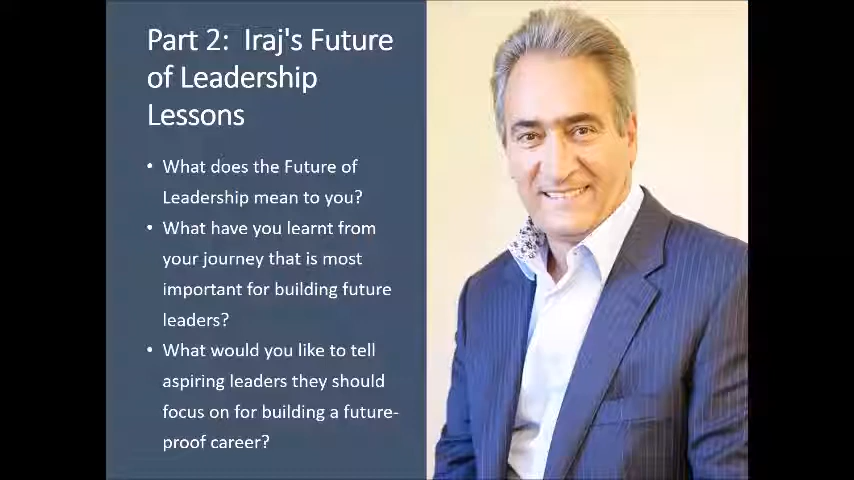 Part 2:  Iraj's Future
of Leadership
Lessons
• What does the Future of
Leadership mean to you?
• What have you learnt from
your journey that is most
important for building future
leaders?
• What would you like to tell
aspiring leaders they should
focus on for building a future-
proof career?